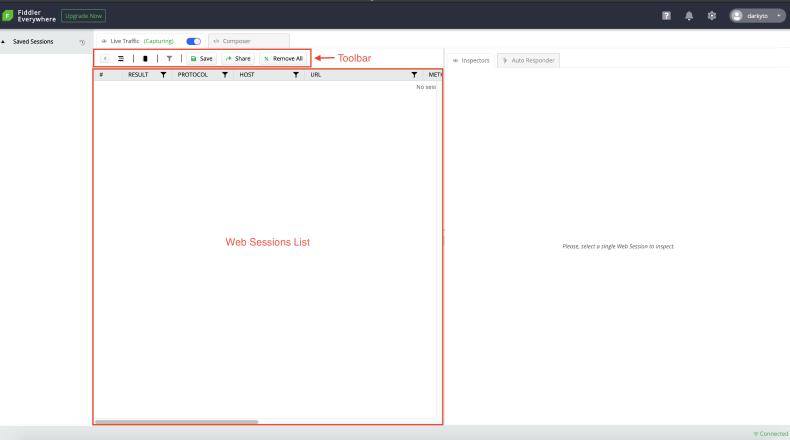 Fiddler
Everywhere
Upgrade Now
darkyto
Saved Sessions
Live Traffic (Capturing)
Composer
Save
Share
Remove All
Toolbar
Inspectors
Auto Responder
# RESULT PROTOCOL HOST URL METH
No sess
Web Sessions List
Please, select a single Web Session to inspect.
Connected